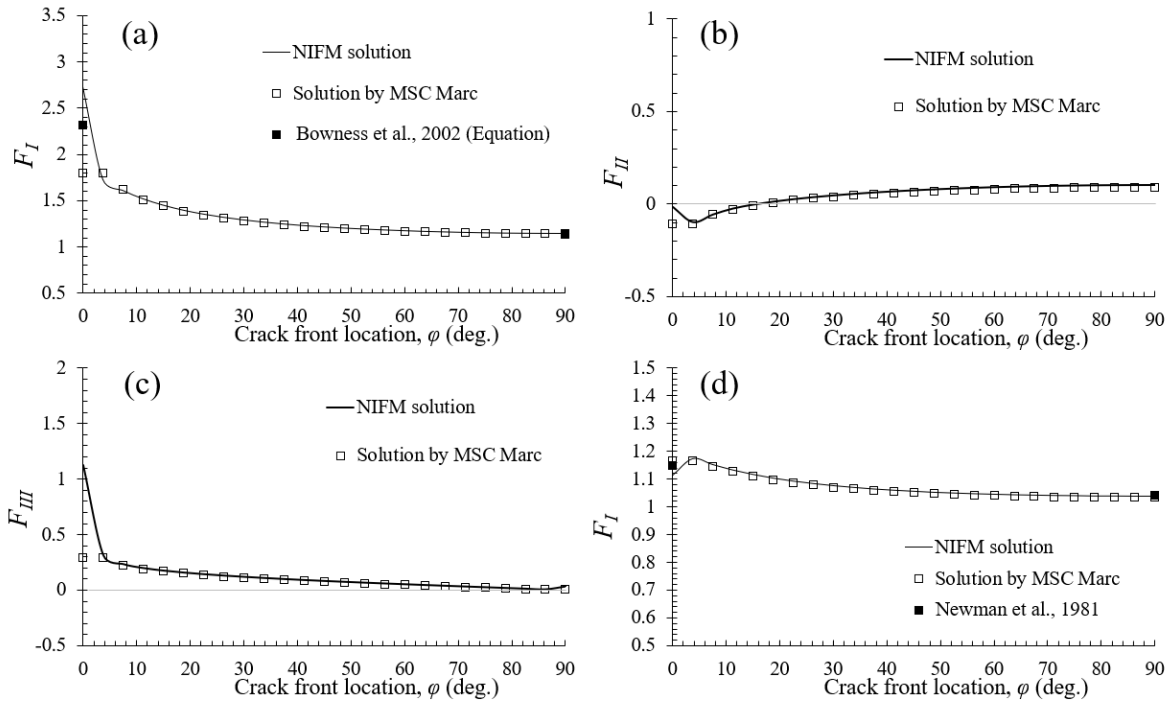 (a)
NIFM solution
Solution by MSC Marc
Bowness et al., 2002 (Equation)
F_I
3.5
3
2.5
2
1.5
1
0.5
0 10 20 30 40 50 60 70 80 90
Crack front location, φ (deg.)
(b)
NIFM solution
Solution by MSC Marc
F_II
1
0.5
0
-0.5
0 10 20 30 40 50 60 70 80 90
Crack front location, φ (deg.)
(c)
NIFM solution
Solution by MSC Marc
F_III
2
1.5
1
0.5
0
-0.5
0 10 20 30 40 50 60 70 80 90
Crack front location, φ (deg.)
(d)
NIFM solution
Solution by MSC Marc
Newman et al., 1981
F_I
1.5
1.4
1.3
1.2
1.1
1
0.9
0.8
0.7
0.6
0.5
0 10 20 30 40 50 60 70 80 90
Crack front location, φ (deg.)